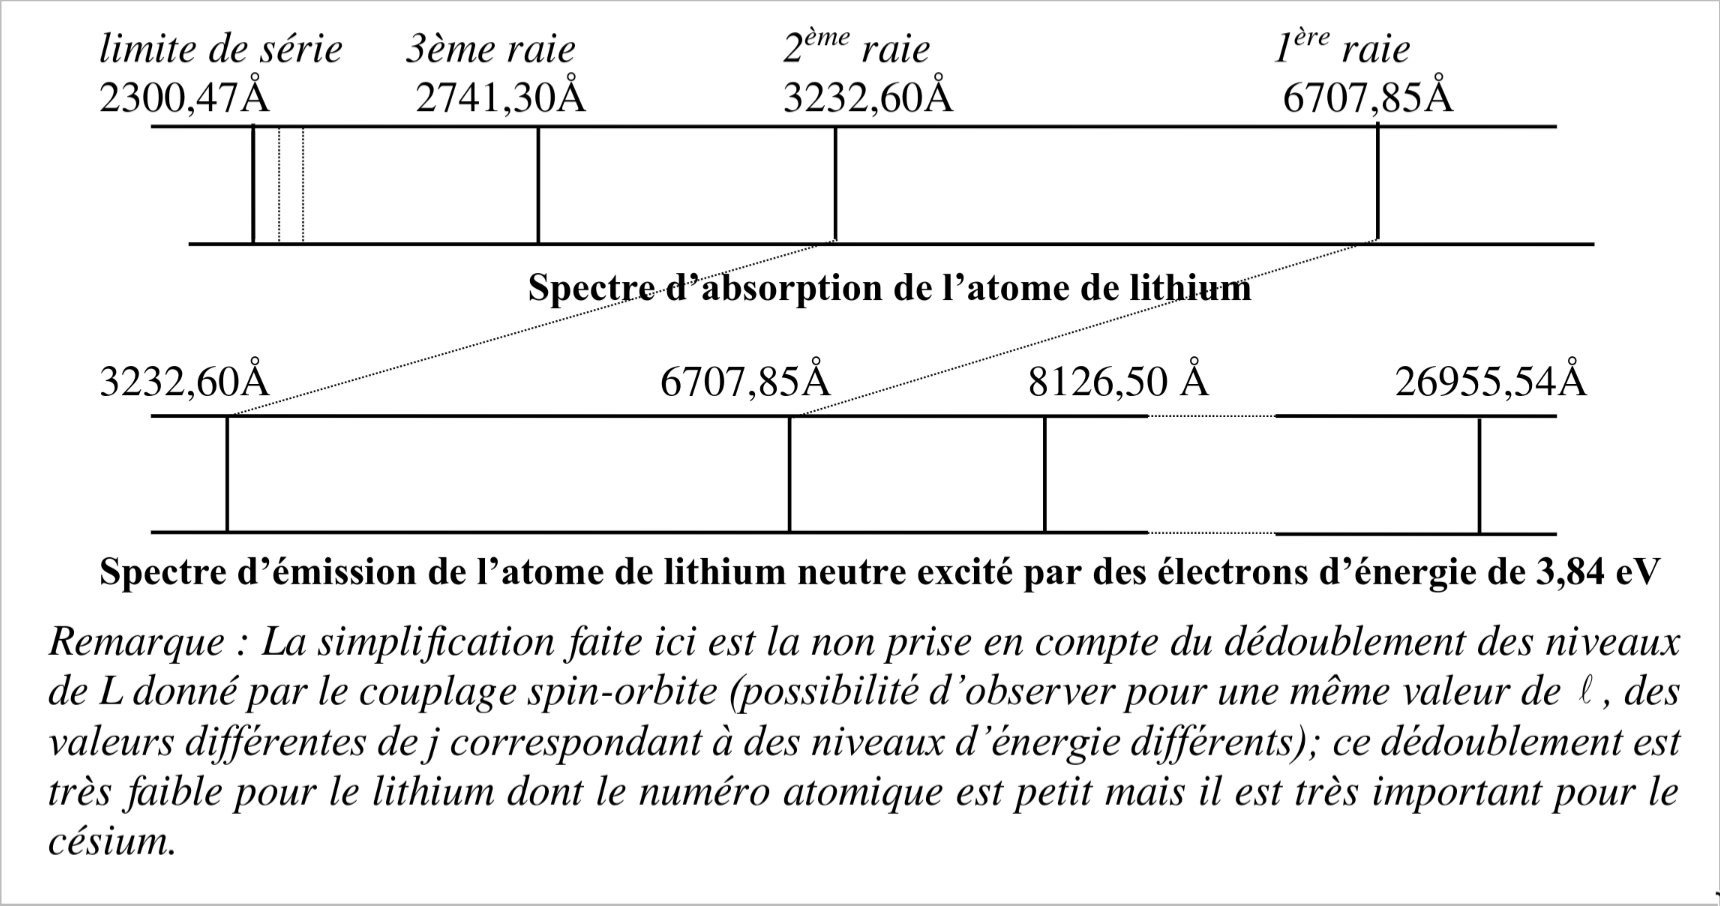 limite de série 3ème raie 2ème raie 1ère raie
2300,47Å 2741,30Å 3232,60Å 6707,85Å
Spectre d’absorption de l’atome de lithium
3232,60Å 6707,85Å 8126,50 Å 26955,54Å
Spectre d’émission de l’atome de lithium neutre excité par des électrons d’énergie de 3,84 eV
Remarque : La simplification faite ici est la non prise en compte du dédoublement des niveaux
de L donné par le couplage spin-orbite (possibilité d’observer pour une même valeur de ℓ , des
valeurs différentes de j correspondant à des niveaux d’énergie différents); ce dédoublement est
très faible pour le lithium dont le numéro atomique est petit mais il est très important pour le
césium.